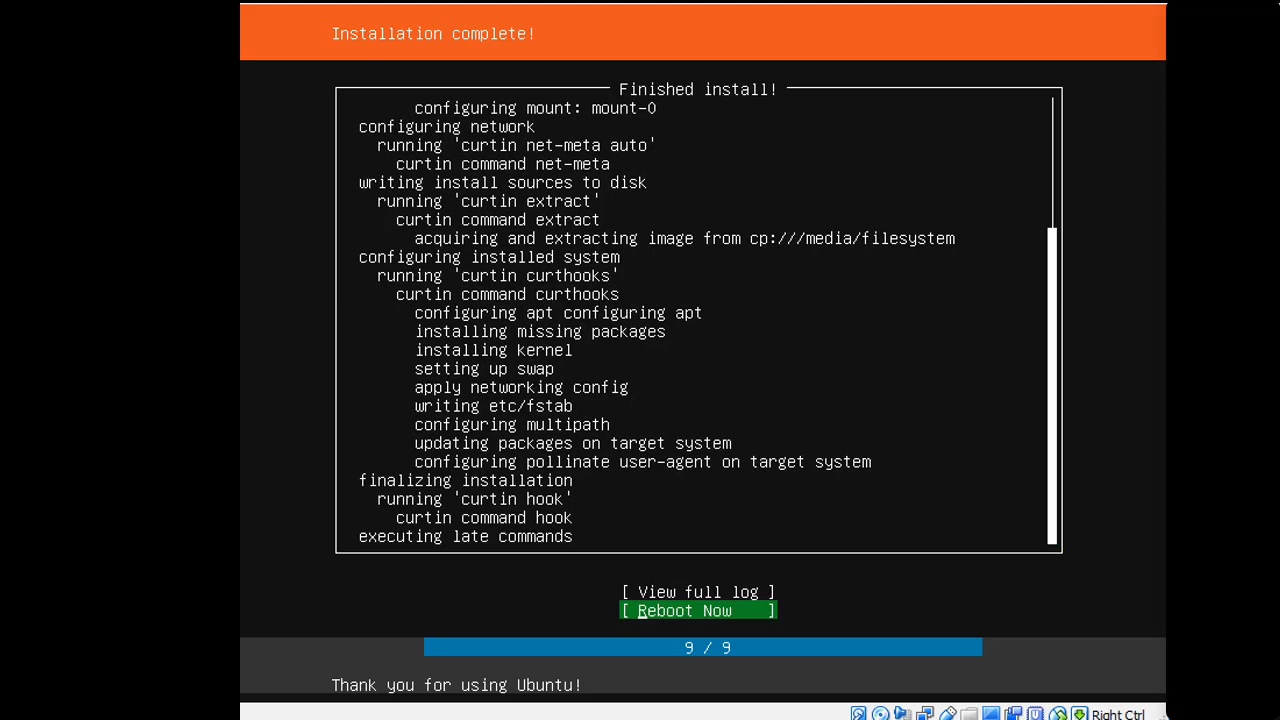 Installation complete!
Finished install!
configuring mount: mount-0
configuring network
running 'curtin net-meta auto'
curtin command net-meta
writing install sources to disk
running 'curtin extract'
curtin command extract
acquiring and extracting image from cp:///media/filesystem
configuring installed system
running 'curtin curthooks'
curtin command curthooks
configuring apt configuring apt
installing missing packages
installing kernel
setting up swap
apply networking config
writing etc/fstab
configuring multipath
updating packages on target system
configuring pollinate user-agent on target system
finalizing installation
running 'curtin hook'
curtin command hook
executing late commands
[ View full log ]
[ Reboot Now ]
9 / 9
Thank you for using Ubuntu!
Right Ctrl